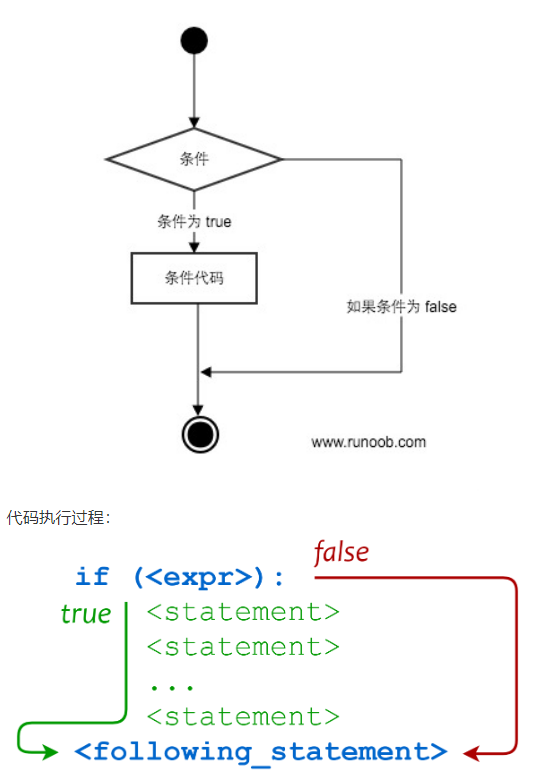 条件
条件为 true
条件代码
如果条件为 false
www.runoob.com
代码执行过程：
false
if (<expr>):
true
<statement>
<statement>
...
<statement>
<following_statement>